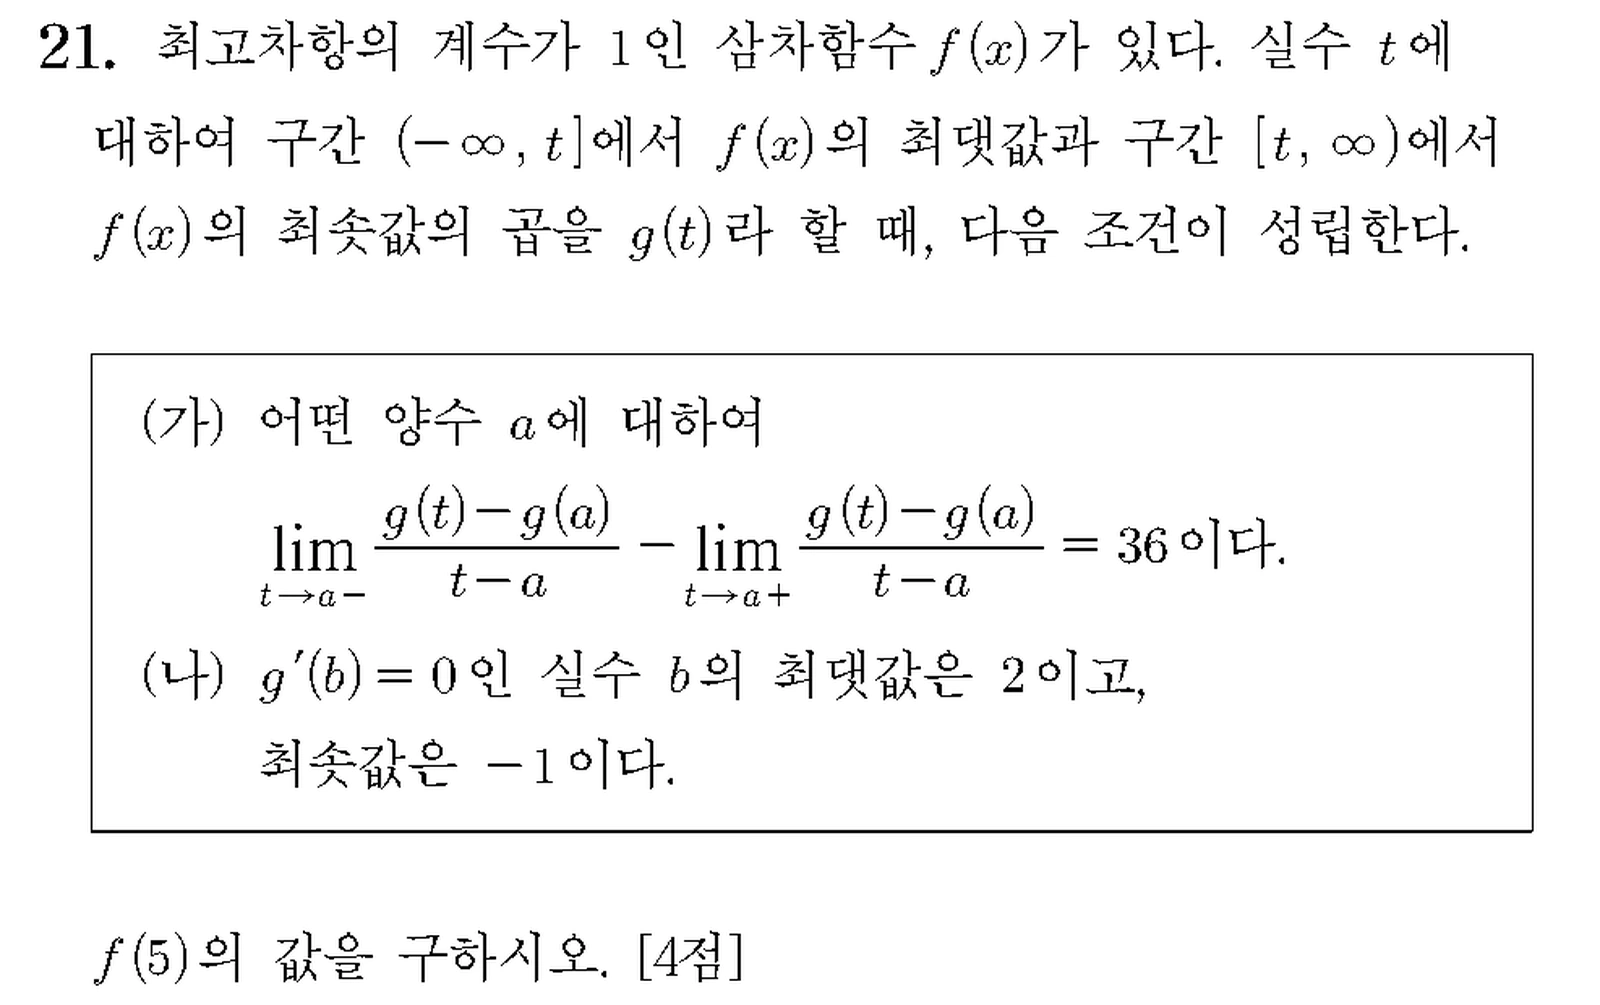 21. 최고차항의 계수가 1인 삼차함수 f(x)가 있다. 실수 t에
대하여 구간 (−∞, t]에서 f(x)의 최댓값과 구간 [t, ∞)에서
f(x)의 최솟값의 곱을 g(t)라 할 때, 다음 조건이 성립한다.
(가) 어떤 양수 a에 대하여
lim_{t→a−} (g(t)−g(a))/(t−a) − lim_{t→a+} (g(t)−g(a))/(t−a) = 36이다.
(나) g′(b)=0인 실수 b의 최댓값은 2이고,
최솟값은 −1이다.
f(5)의 값을 구하시오. [4점]